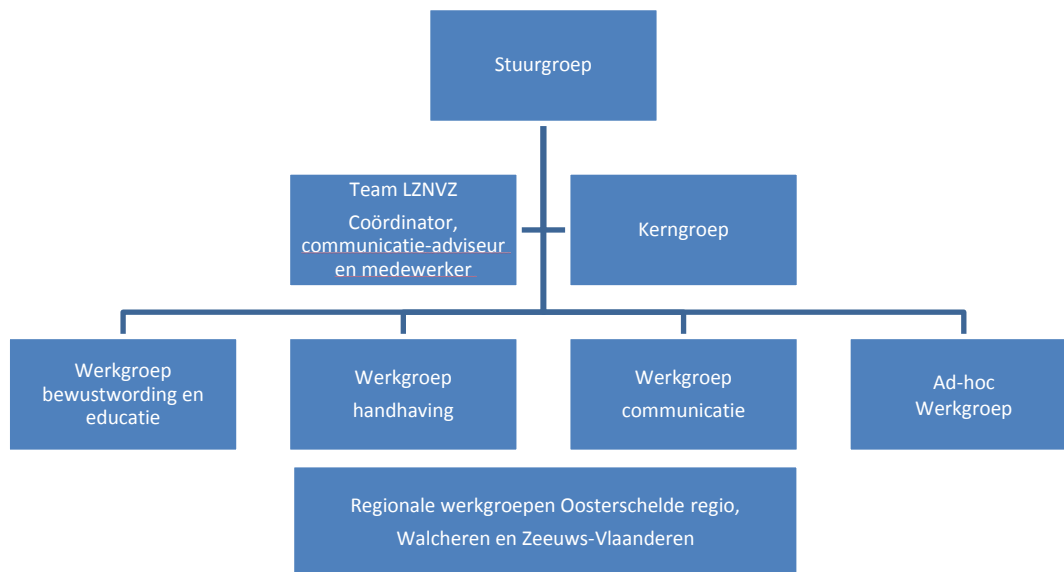 Stuurgroep
Team LZNVZ
Coördinator,
communicatie-adviseur
en medewerker
Kerngroep
Werkgroep
bewustwording en
educatie
Werkgroep
handhaving
Werkgroep
communicatie
Ad-hoc
Werkgroep
Regionale werkgroepen Oosterschelde regio,
Walcheren en Zeeuws-Vlaanderen